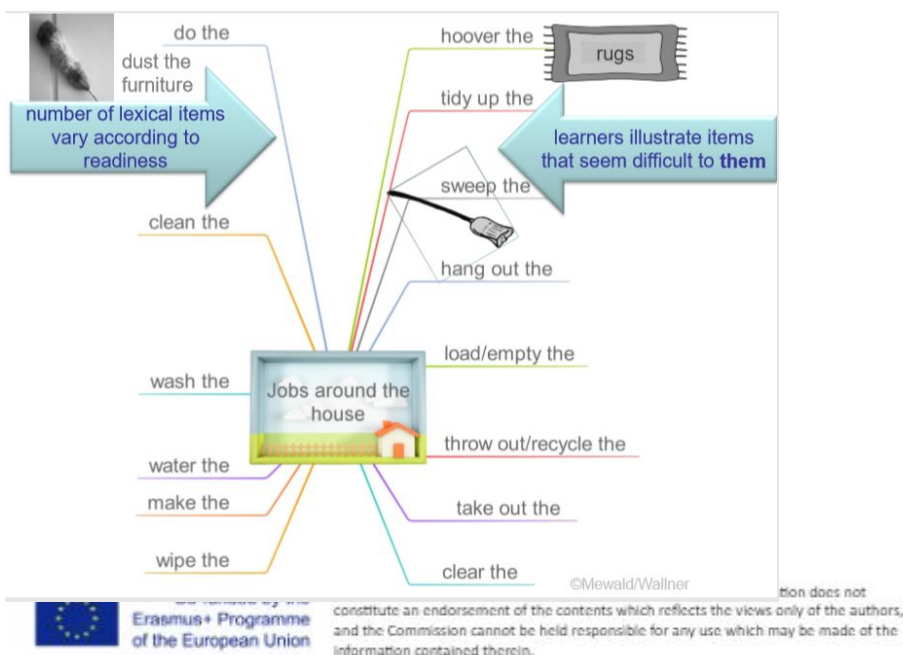 do the
dust the
furniture
number of lexical items
vary according to
readiness
clean the
wash the
water the
make the
wipe the
Jobs around the
house
hoover the
rugs
tidy up the
learners illustrate items
that seem difficult to them
sweep the
hang out the
load/empty the
throw out/recycle the
take out the
clear the
©Mewald/Wallner
Erasmus+ Programme
of the European Union
tion does not
constitute an endorsement of the contents which reflects the views only of the authors,
and the Commission cannot be held responsible for any use which may be made of the
information contained therein.